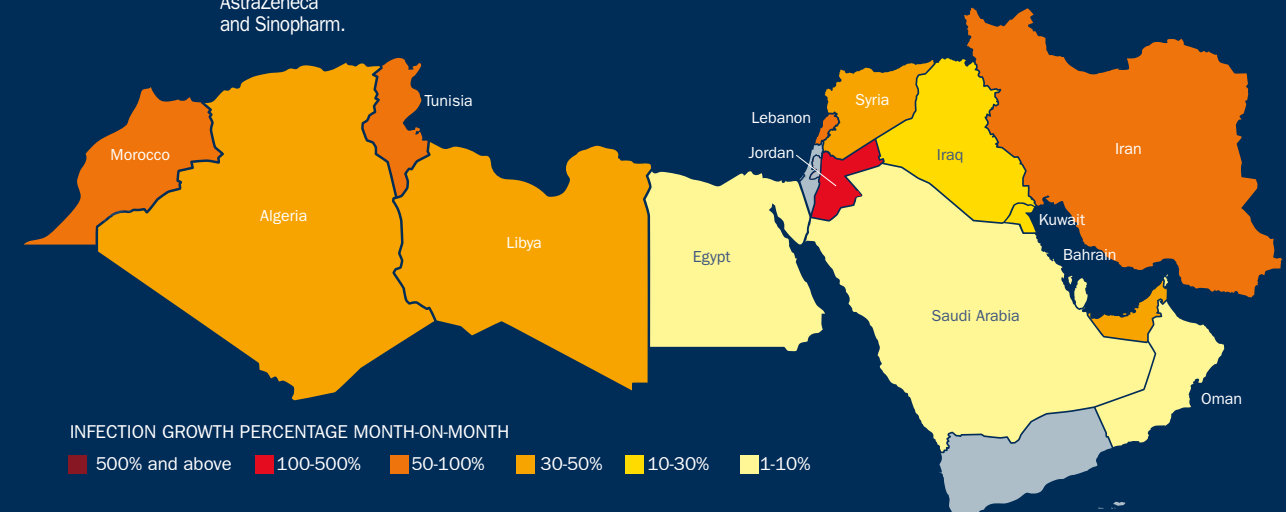 AstraZeneca
and Sinopharm.
Tunisia
Syria
Lebanon
Jordan
Iraq
Iran
Morocco
Algeria
Libya
Egypt
Kuwait
Bahrain
Saudi Arabia
Oman
INFECTION GROWTH PERCENTAGE MONTH-ON-MONTH
500% and above 100-500% 50-100% 30-50% 10-30% 1-10%